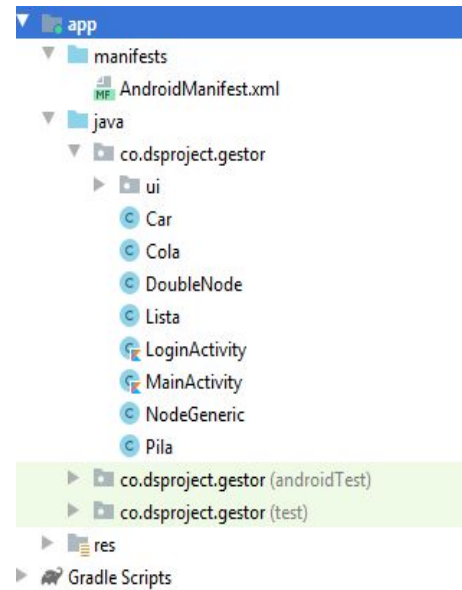 app
manifests
MF AndroidManifest.xml
java
co.dsproject.gestor
ui
C Car
C Cola
C DoubleNode
C Lista
C LoginActivity
C MainActivity
C NodeGeneric
C Pila
co.dsproject.gestor (androidTest)
co.dsproject.gestor (test)
res
Gradle Scripts